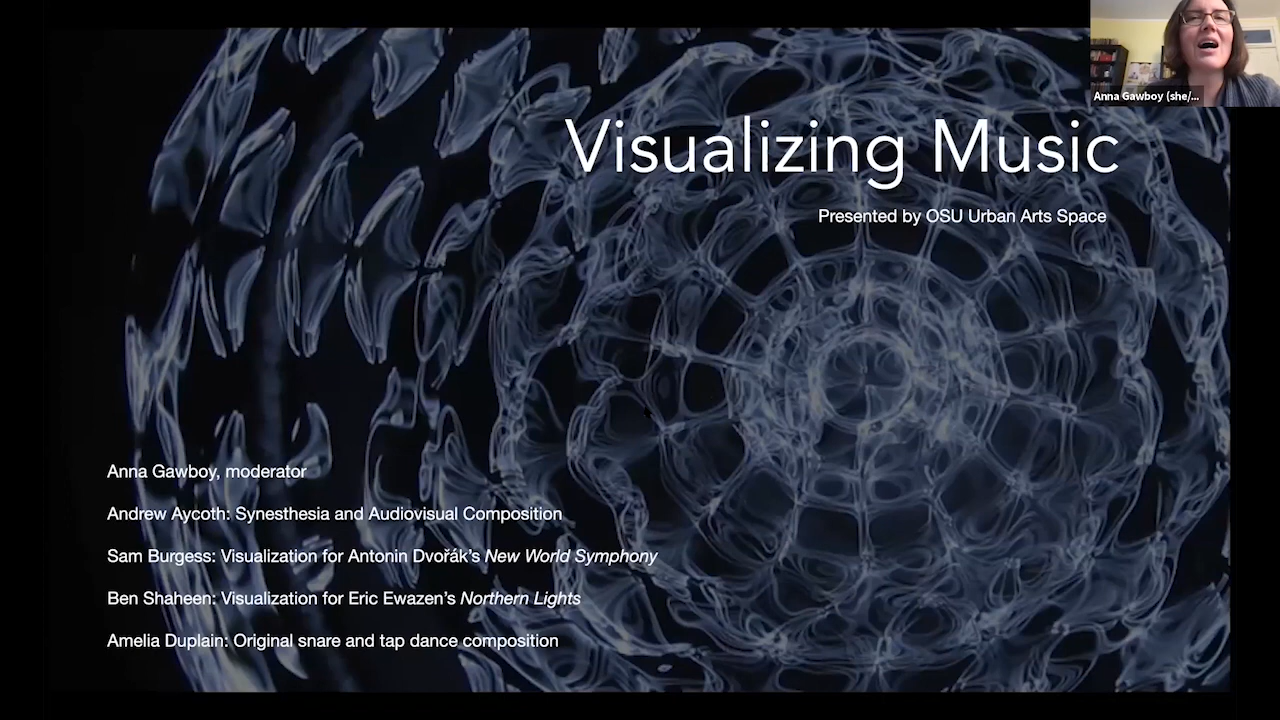 Anna Gawboy (she/...
Visualizing Music
Presented by OSU Urban Arts Space
Anna Gawboy, moderator
Andrew Aycoth: Synesthesia and Audiovisual Composition
Sam Burgess: Visualization for Antonin Dvořák's New World Symphony
Ben Shaheen: Visualization for Eric Ewazen's Northern Lights
Amelia Duplain: Original snare and tap dance composition